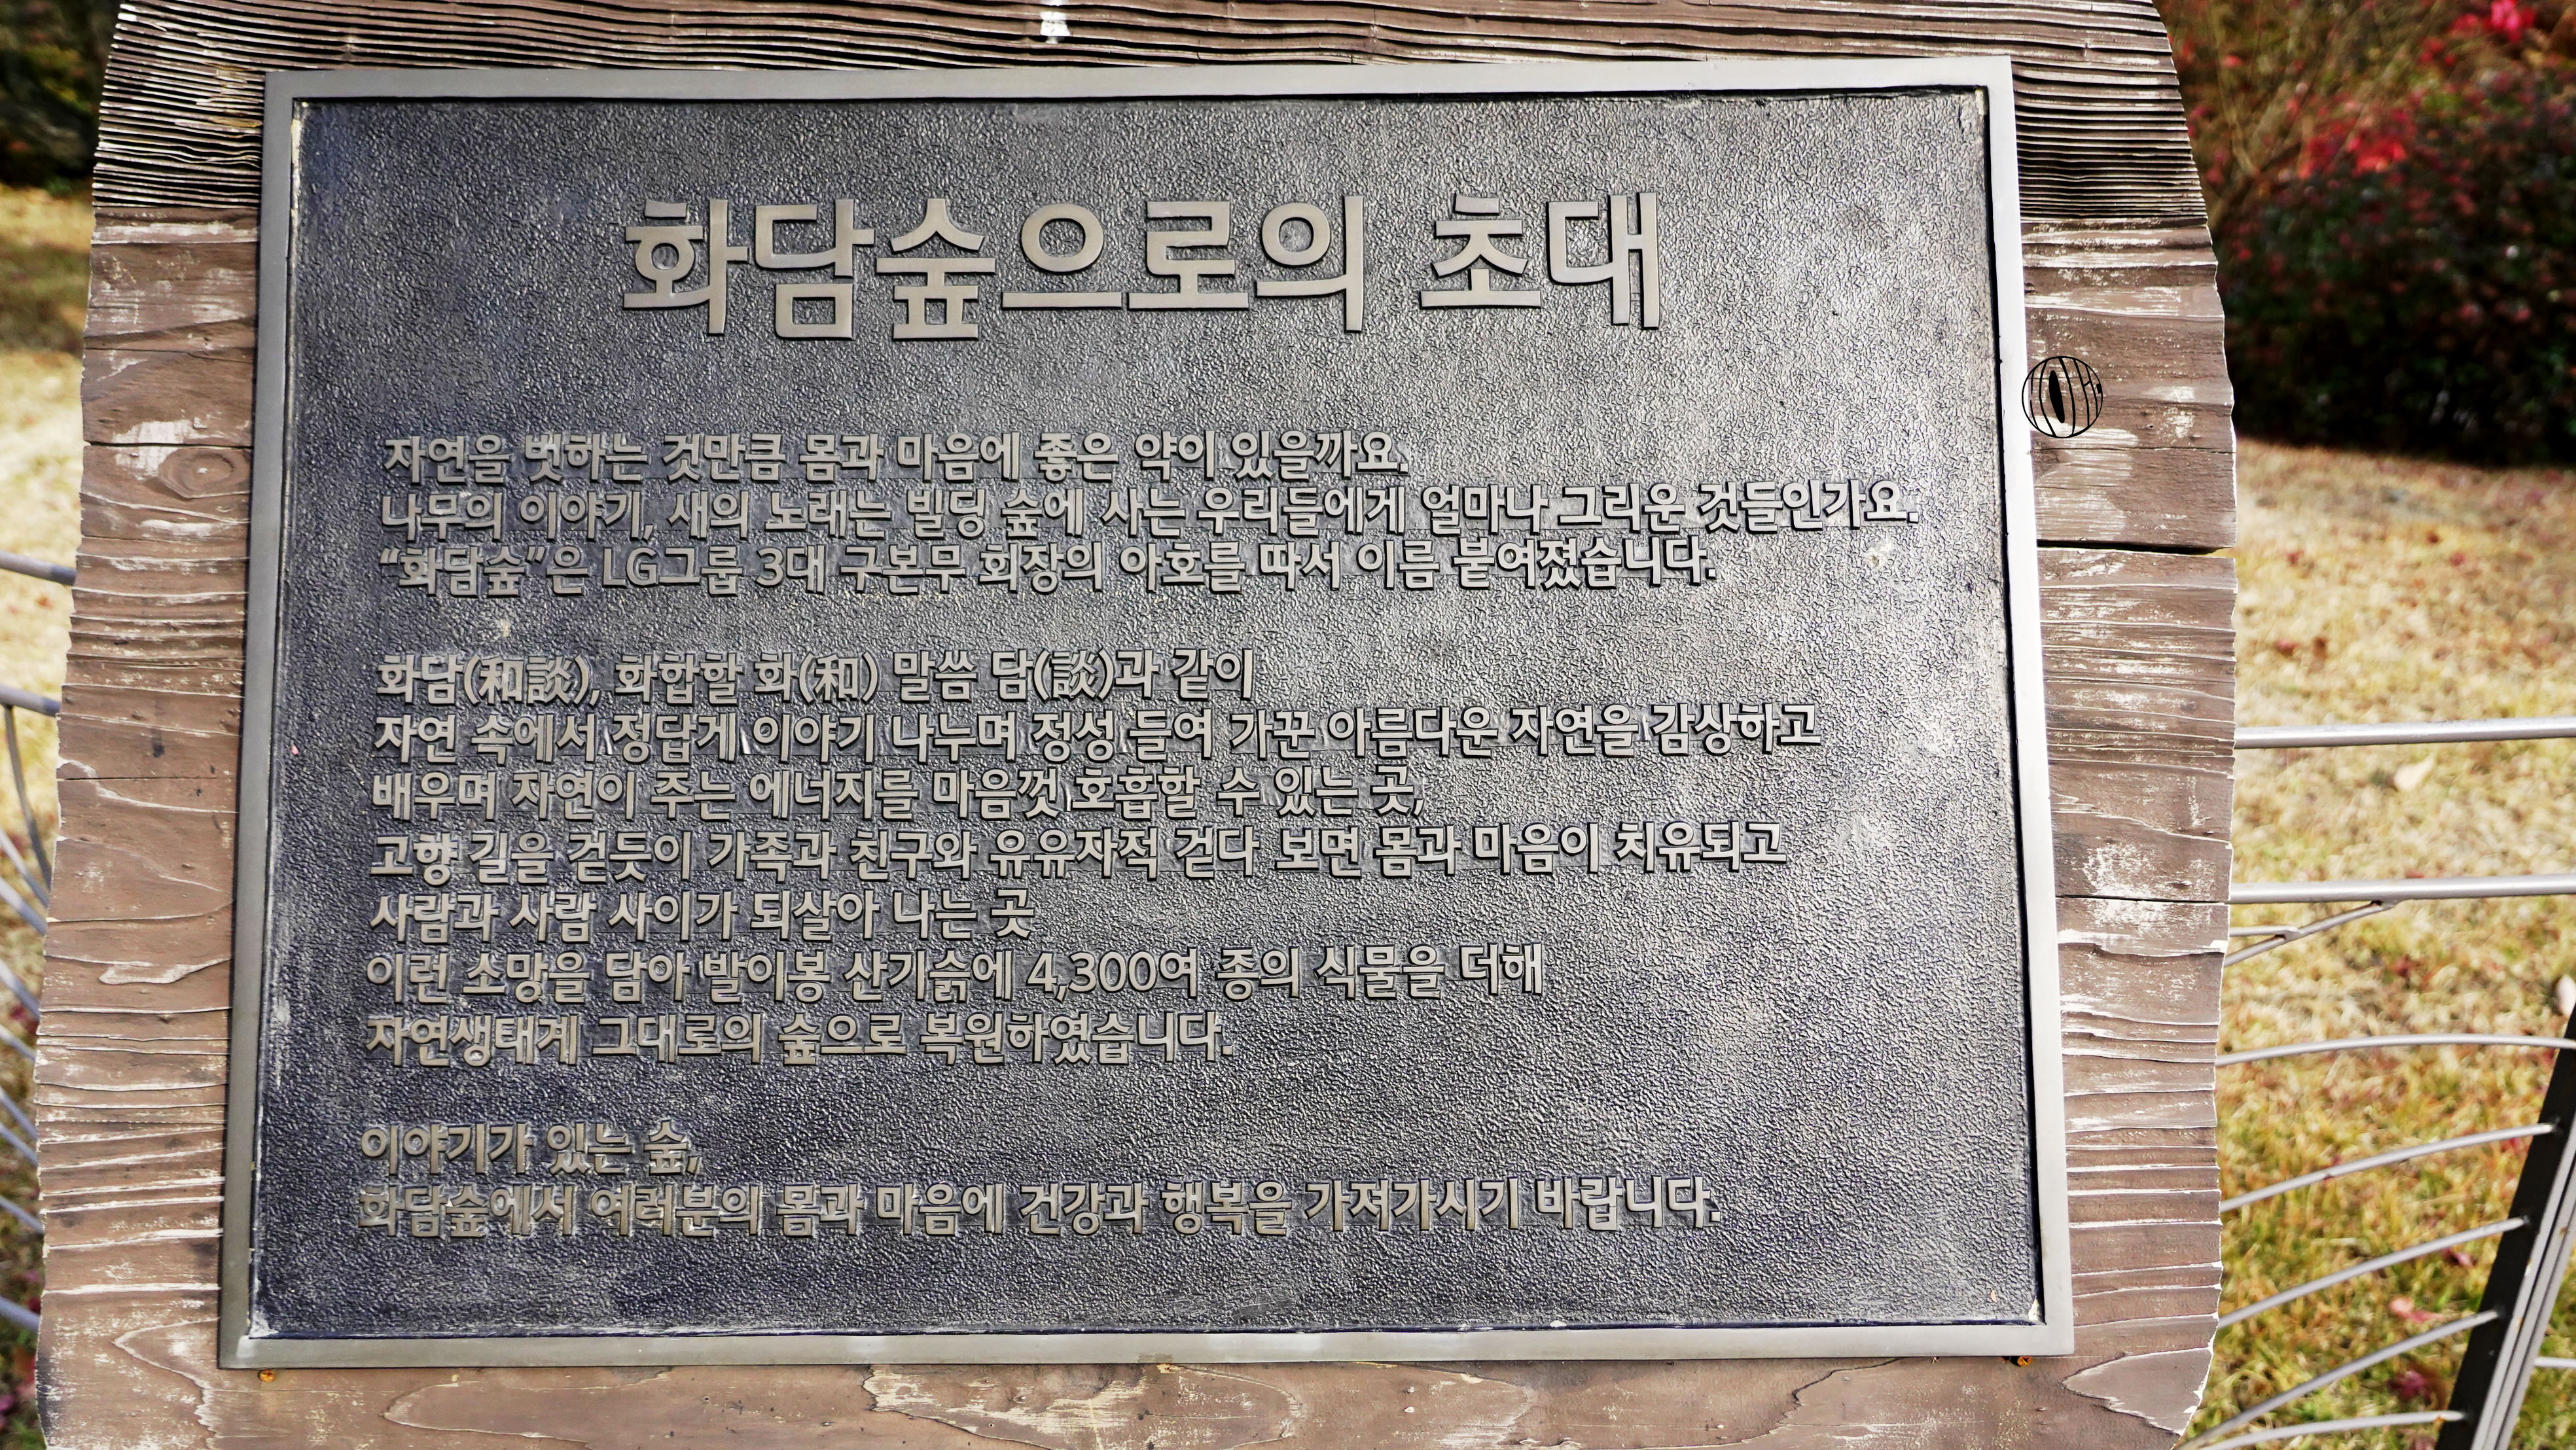 화담숲으로의 초대
자연을 벗하는 것만큼 몸과 마음에 좋은 약이 있을까요.
나무의 이야기, 새의 노래는 빌딩 숲에 사는 우리들에게 얼마나 그리운 것들인가요.
“화담숲”은 LG그룹 3대 구본무 회장의 아호를 따서 이름 붙여졌습니다.
화담(和談), 화합할 화(和) 말씀 담(談)과 같이
자연 속에서 정답게 이야기 나누며 정성 들여 가꾼 아름다운 자연을 감상하고
배우며 자연이 주는 에너지를 마음껏 호흡할 수 있는 곳,
고향 길을 걷듯이 가족과 친구와 유유자적 걷다 보면 몸과 마음이 치유되고
사람과 사람 사이가 되살아 나는 곳
이런 소망을 담아 발이봉 산기슭에 4,300여 종의 식물을 더해
자연생태계 그대로의 숲으로 복원하였습니다.
이야기가 있는 숲,
화담숲에서 여러분의 몸과 마음에 건강과 행복을 가져가시기 바랍니다.